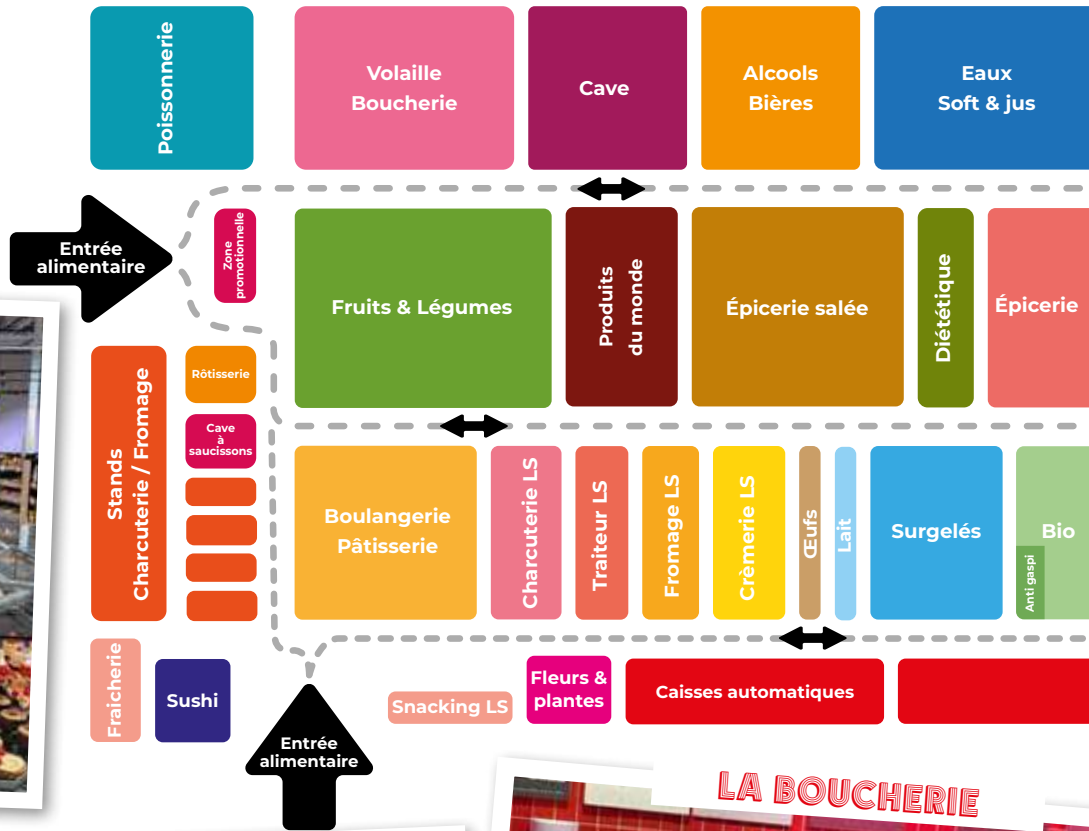 Poissonnerie
Volaille
Boucherie
Cave
Alcools
Bières
Eaux
Soft & jus
Entrée
alimentaire
Zone
promotionnelle
Fruits & Légumes
Produits
du monde
Épicerie salée
Diététique
Épicerie
Stands
Charcuterie / Fromage
Rôtisserie
Cave
à
saucissons
Boulangerie
Pâtisserie
Charcuterie LS
Traiteur LS
Fromage LS
Crèmerie LS
Œufs
Lait
Surgelés
Bio
Anti gaspi
Fraicherie
Sushi
Entrée
alimentaire
Snacking LS
Fleurs &
plantes
Caisses automatiques
LA BOUCHERIE